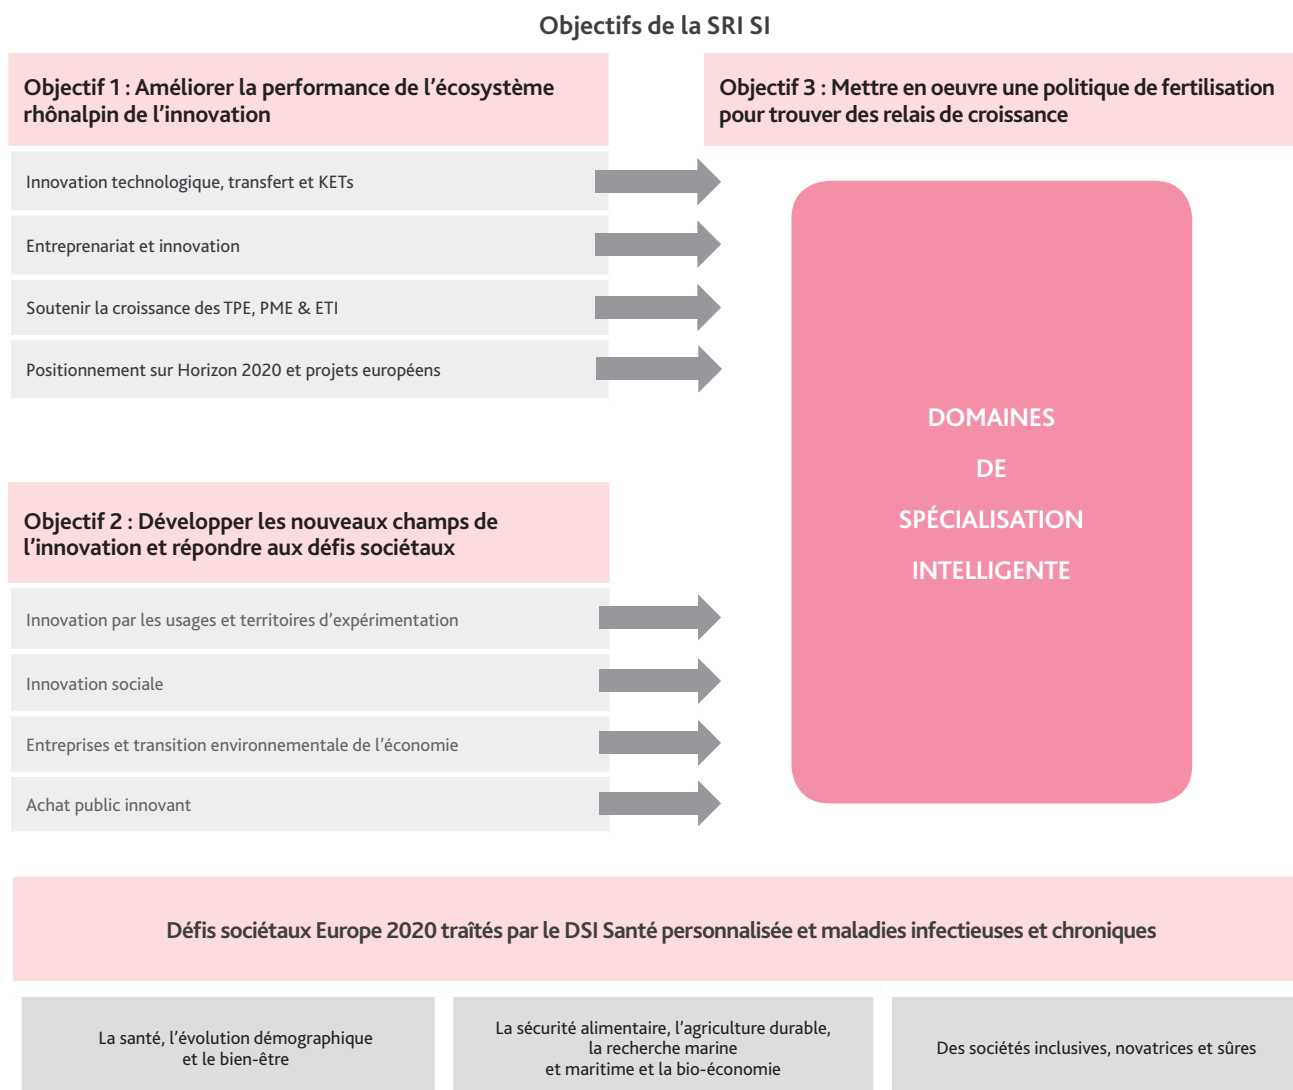 Objectifs de la SRI SI
Objectif 1 : Améliorer la performance de l’écosystème
rhônalpin de l’innovation
Innovation technologique, transfert et KETs
Entreprenariat et innovation
Soutenir la croissance des TPE, PME & ETI
Positionnement sur Horizon 2020 et projets européens
Objectif 2 : Développer les nouveaux champs de
l’innovation et répondre aux défis sociétaux
Innovation par les usages et territoires d’expérimentation
Innovation sociale
Entreprises et transition environnementale de l’économie
Achat public innovant
Objectif 3 : Mettre en oeuvre une politique de fertilisation
pour trouver des relais de croissance
DOMAINES
DE
SPÉCIALISATION
INTELLIGENTE
Défis sociétaux Europe 2020 traîtés par le DSI Santé personnalisée et maladies infectieuses et chroniques
La santé, l’évolution démographique
et le bien-être
La sécurité alimentaire, l’agriculture durable,
la recherche marine
et maritime et la bio-économie
Des sociétés inclusives, novatrices et sûres